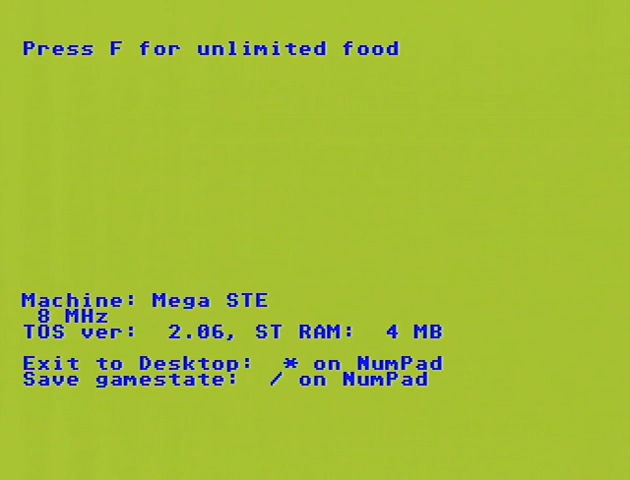 Press F for unlimited food
Machine: Mega STE
8 MHz
TOS ver: 2.06, ST RAM: 4 MB
Exit to Desktop: * on NumPad
Save gamestate: / on NumPad